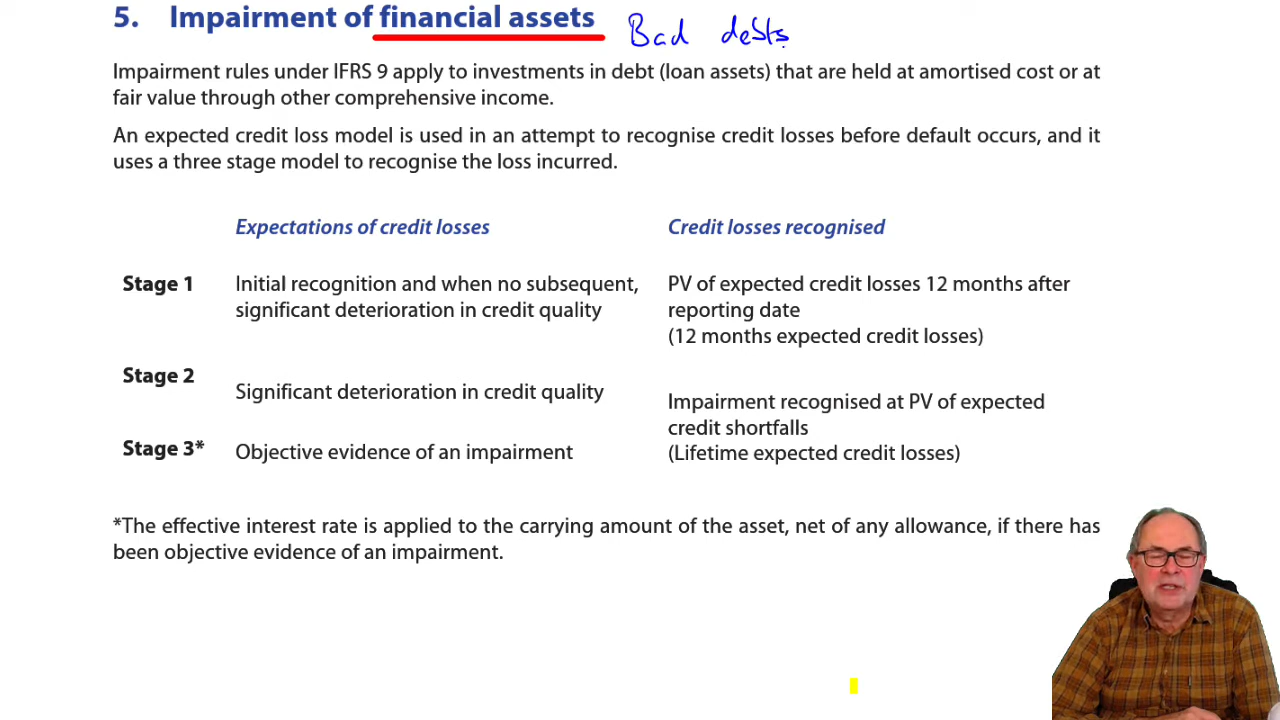 5. Impairment of financial assets Bad debts
Impairment rules under IFRS 9 apply to investments in debt (loan assets) that are held at amortised cost or at
fair value through other comprehensive income.
An expected credit loss model is used in an attempt to recognise credit losses before default occurs, and it
uses a three stage model to recognise the loss incurred.
Expectations of credit losses Credit losses recognised
Stage 1 Initial recognition and when no subsequent, PV of expected credit losses 12 months after
significant deterioration in credit quality reporting date
(12 months expected credit losses)
Stage 2
Significant deterioration in credit quality Impairment recognised at PV of expected
credit shortfalls
Stage 3* Objective evidence of an impairment (Lifetime expected credit losses)
*The effective interest rate is applied to the carrying amount of the asset, net of any allowance, if there has
been objective evidence of an impairment.